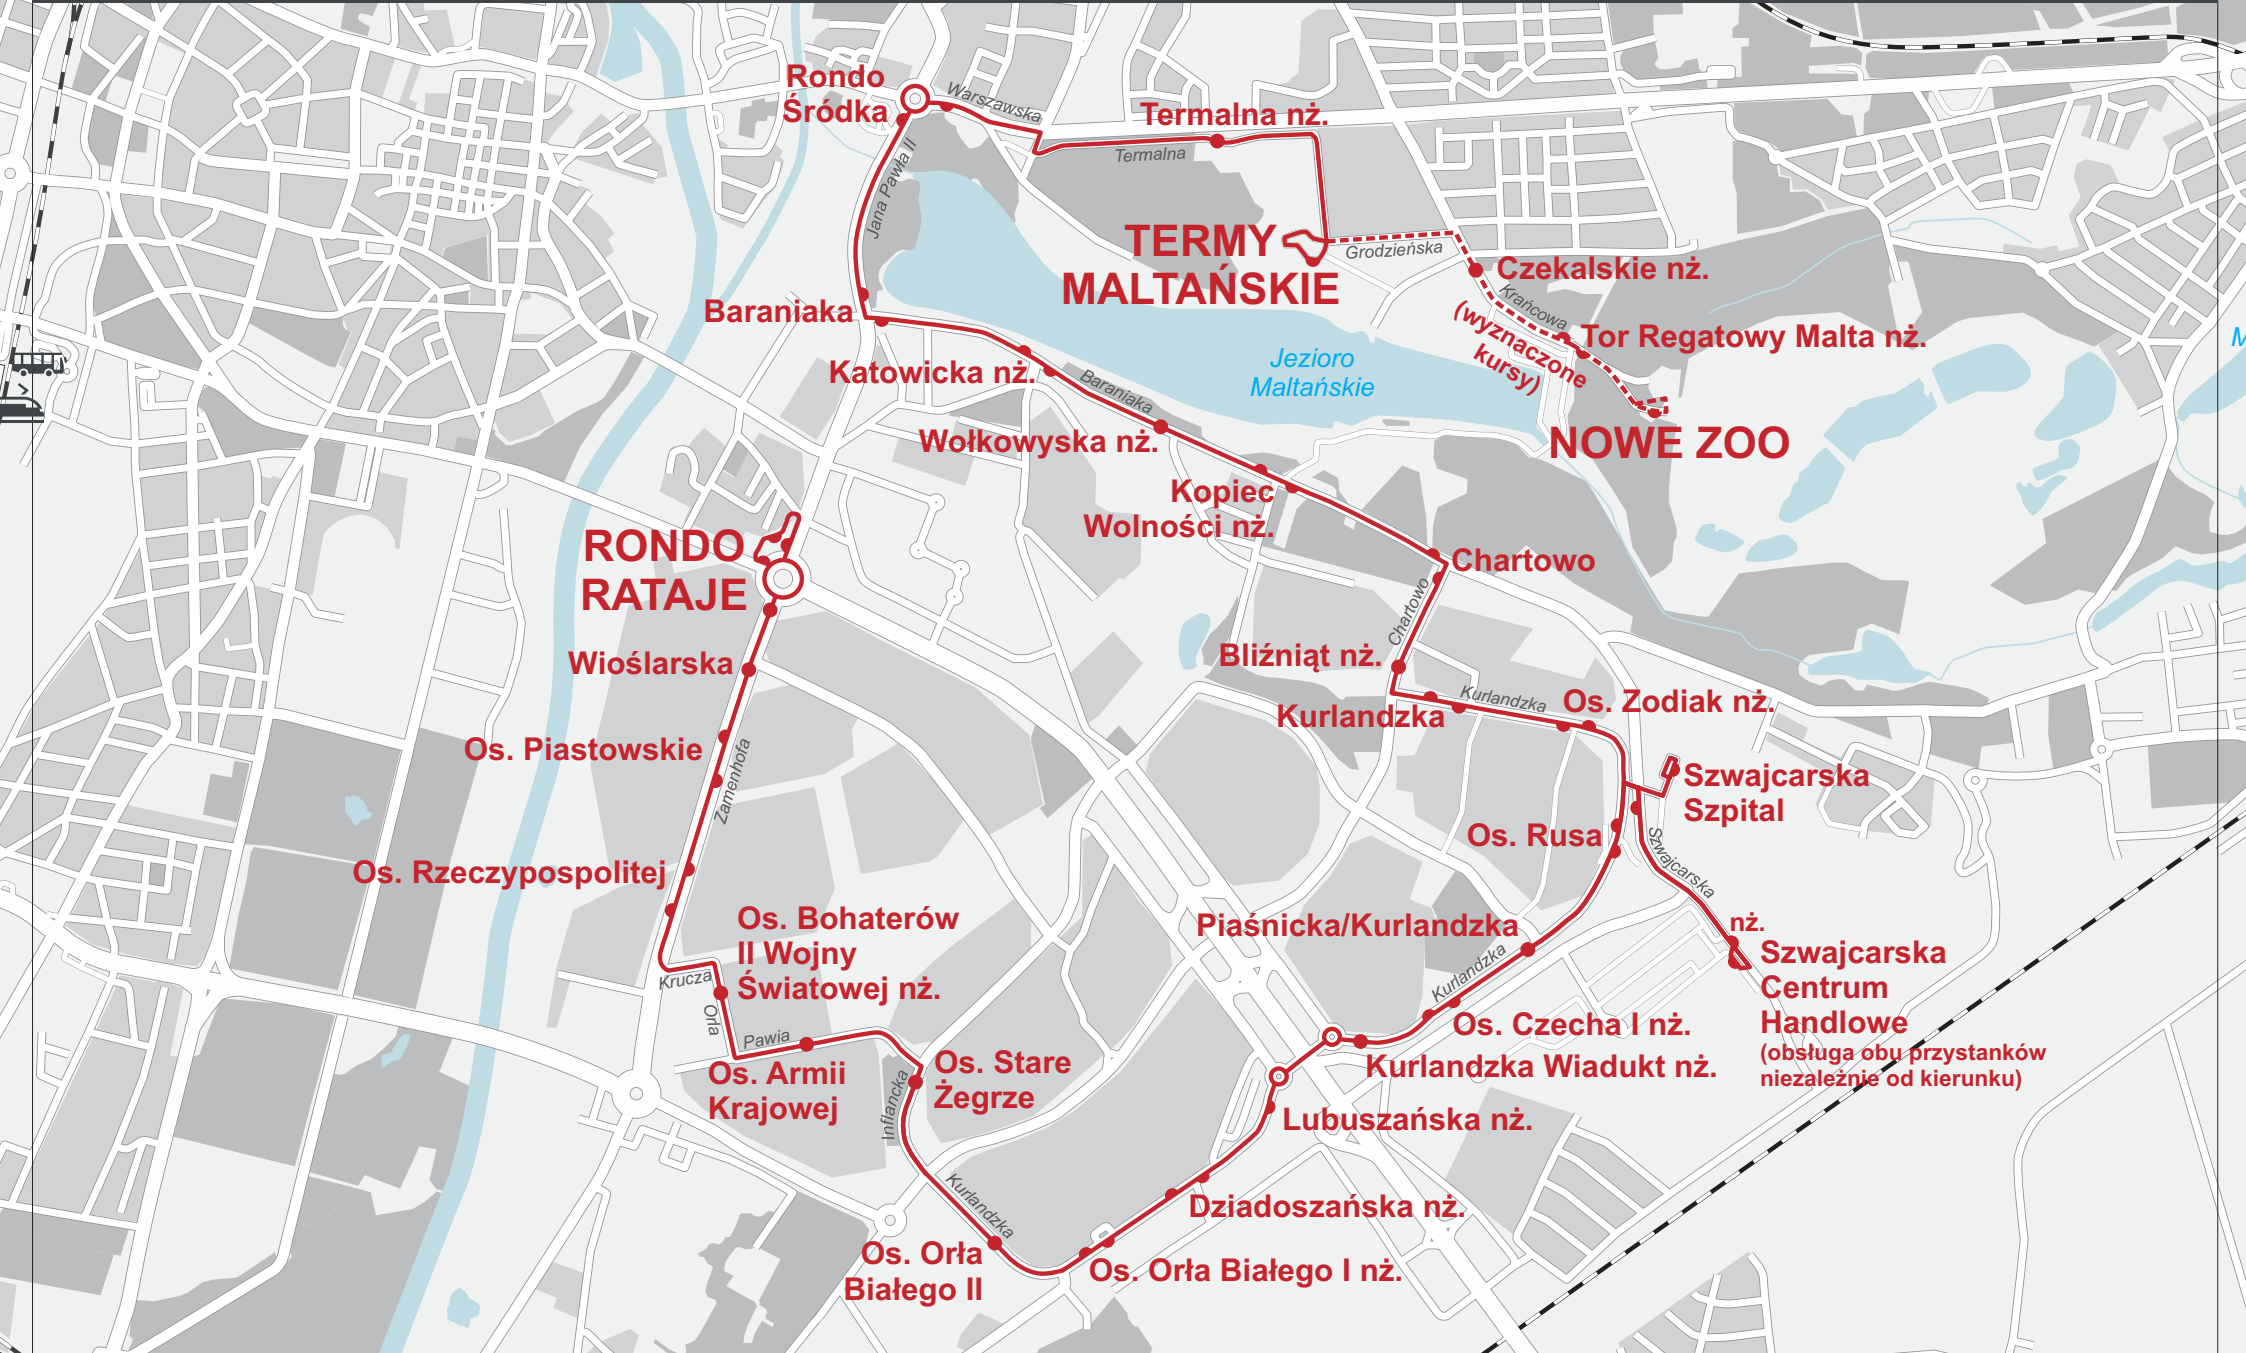 Rondo
Śródka
Warszawska
Termalna nż.
Termalna
Jana Pawła II
TERMY
MALTAŃSKIE
Grodzieńska
Czekalskie nż.
Krańcowa
(wyznaczone
kursy)
Tor Regatowy Malta nż.
NOWE ZOO
Baraniaka
Katowicka nż.
Baraniaka
Jezioro
Maltańskie
M
Wołkowyska nż.
Kopiec
Wolności nż.
Chartowo
Chartowo
RONDO
RATAJE
Bliźniąt nż.
Kurlandzka
Kurlandzka
Os. Zodiak nż.
Wioślarska
Os. Piastowskie
Zamenhofa
Szwajcarska
Szpital
Os. Rusa
Szwajcarska
Os. Rzeczypospolitej
Os. Bohaterów
II Wojny
Światowej nż.
Krucza
Orla
Pawia
Piaśnicka/Kurlandzka
Kurlandzka
nż.
Szwajcarska
Centrum
Handlowe
(obsługa obu przystanków
niezależnie od kierunku)
Os. Czecha I nż.
Kurlandzka Wiadukt nż.
Os. Armii
Krajowej
Os. Stare
Żegrze
Inflancka
Lubuszańska nż.
Kurlandzka
Dziadoszańska nż.
Os. Orła
Białego II
Os. Orła Białego I nż.